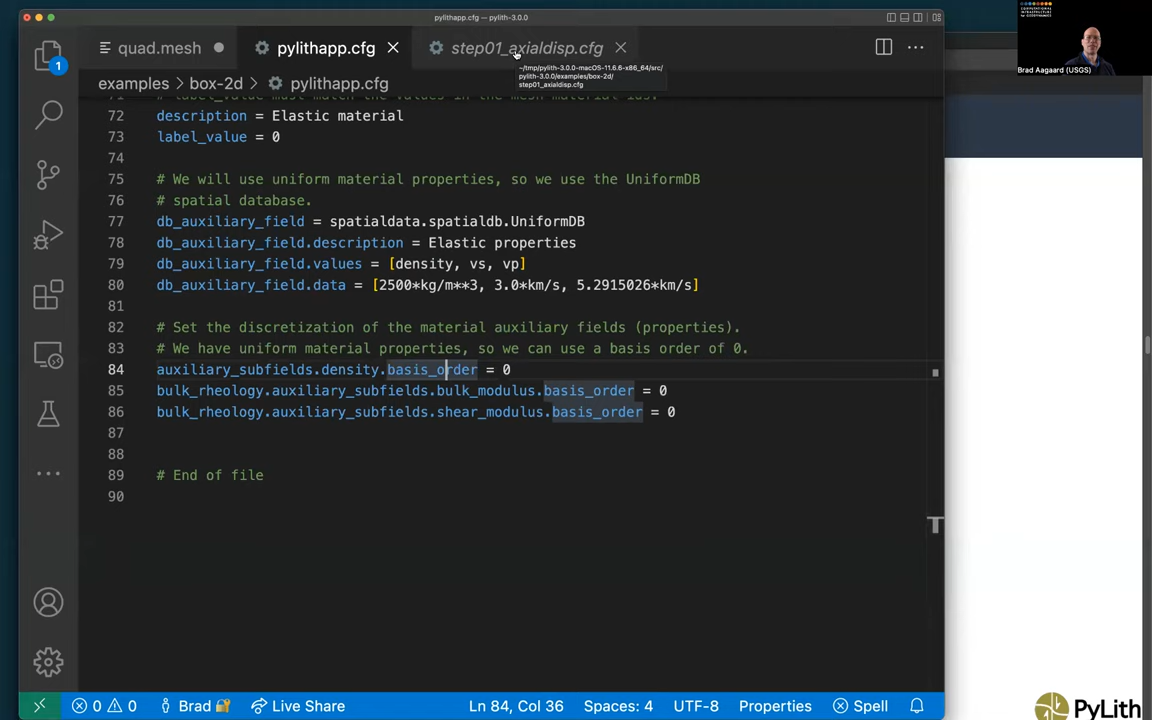 pylithapp.cfg — pylith-3.0.0
COMPUTATIONAL
INFRASTRUCTURE
for GEODYNAMICS
quad.mesh
pylithapp.cfg
step01_axialdisp.cfg
~/tmp/pylith-3.0.0-macOS-11.6.6-x86_64/src/
pylith-3.0.0/examples/box-2d/
step01_axialdisp.cfg
Brad Aagaard (USGS)
1
examples > box-2d > pylithapp.cfg
71 # label_value must match the values in the mesh material-ids.
72 description = Elastic material
73 label_value = 0
74
75 # We will use uniform material properties, so we use the UniformDB
76 # spatial database.
77 db_auxiliary_field = spatialdata.spatialdb.UniformDB
78 db_auxiliary_field.description = Elastic properties
79 db_auxiliary_field.values = [density, vs, vp]
80 db_auxiliary_field.data = [2500*kg/m**3, 3.0*km/s, 5.2915026*km/s]
81
82 # Set the discretization of the material auxiliary fields (properties).
83 # We have uniform material properties, so we can use a basis order of 0.
84 auxiliary_subfields.density.basis_order = 0
85 bulk_rheology.auxiliary_subfields.bulk_modulus.basis_order = 0
86 bulk_rheology.auxiliary_subfields.shear_modulus.basis_order = 0
87
88
89 # End of file
90
0 0 Brad Live Share Ln 84, Col 36 Spaces: 4 UTF-8 Properties Spell
PyLith